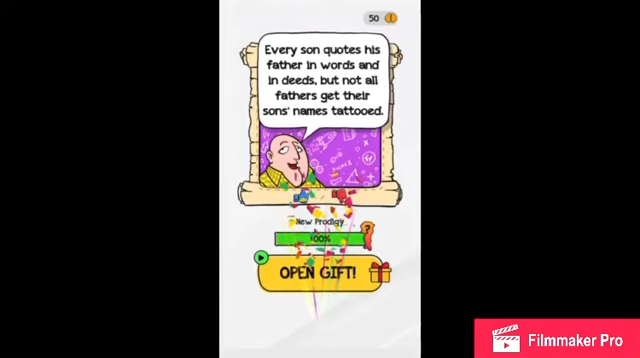 50
Every son quotes his
father in words and
in deeds, but not all
fathers get their
sons' names tattooed.
New Prodigy
100%
OPEN GIFT!
Filmmaker Pro